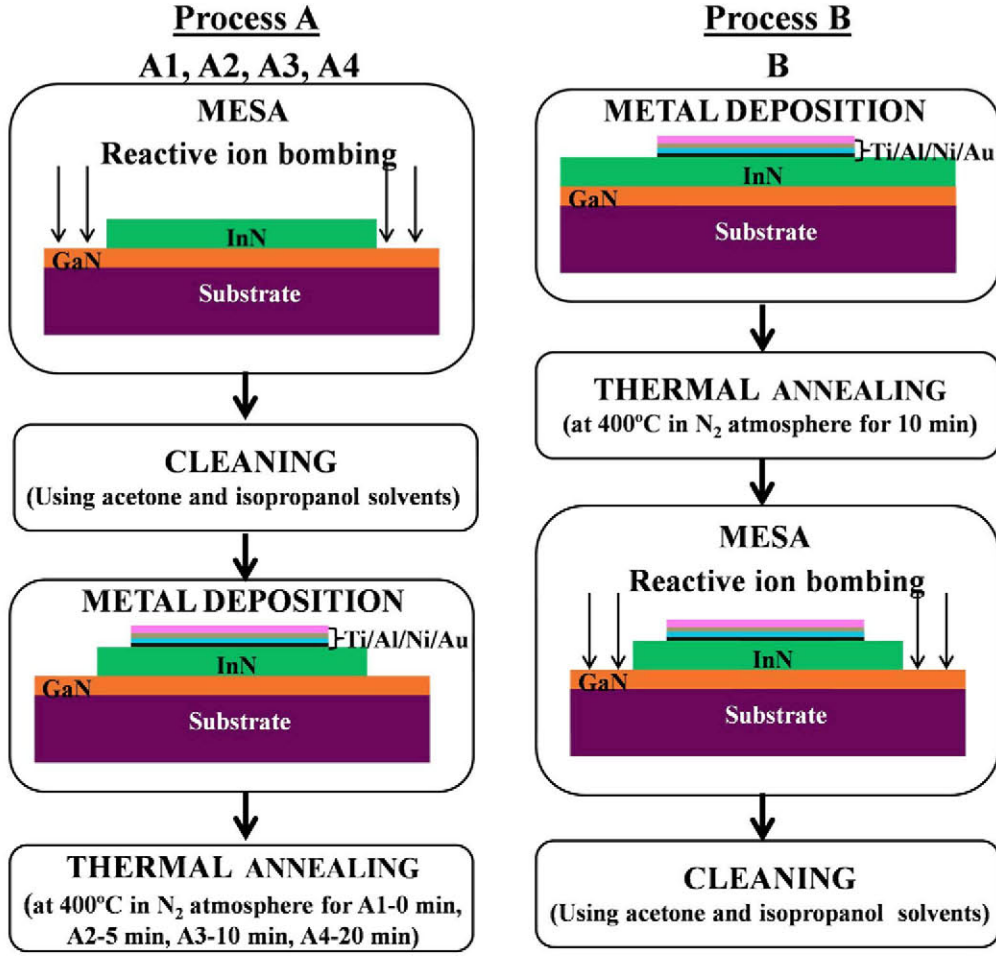 Process A
A1, A2, A3, A4
MESA
Reactive ion bombing
InN
GaN
Substrate
CLEANING
(Using acetone and isopropanol solvents)
METAL DEPOSITION
Ti/Al/Ni/Au
InN
GaN
Substrate
THERMAL ANNEALING
(at 400ºC in N₂ atmosphere for A1-0 min,
A2-5 min, A3-10 min, A4-20 min)
Process B
B
METAL DEPOSITION
Ti/Al/Ni/Au
InN
GaN
Substrate
THERMAL ANNEALING
(at 400ºC in N₂ atmosphere for 10 min)
MESA
Reactive ion bombing
InN
GaN
Substrate
CLEANING
(Using acetone and isopropanol solvents)